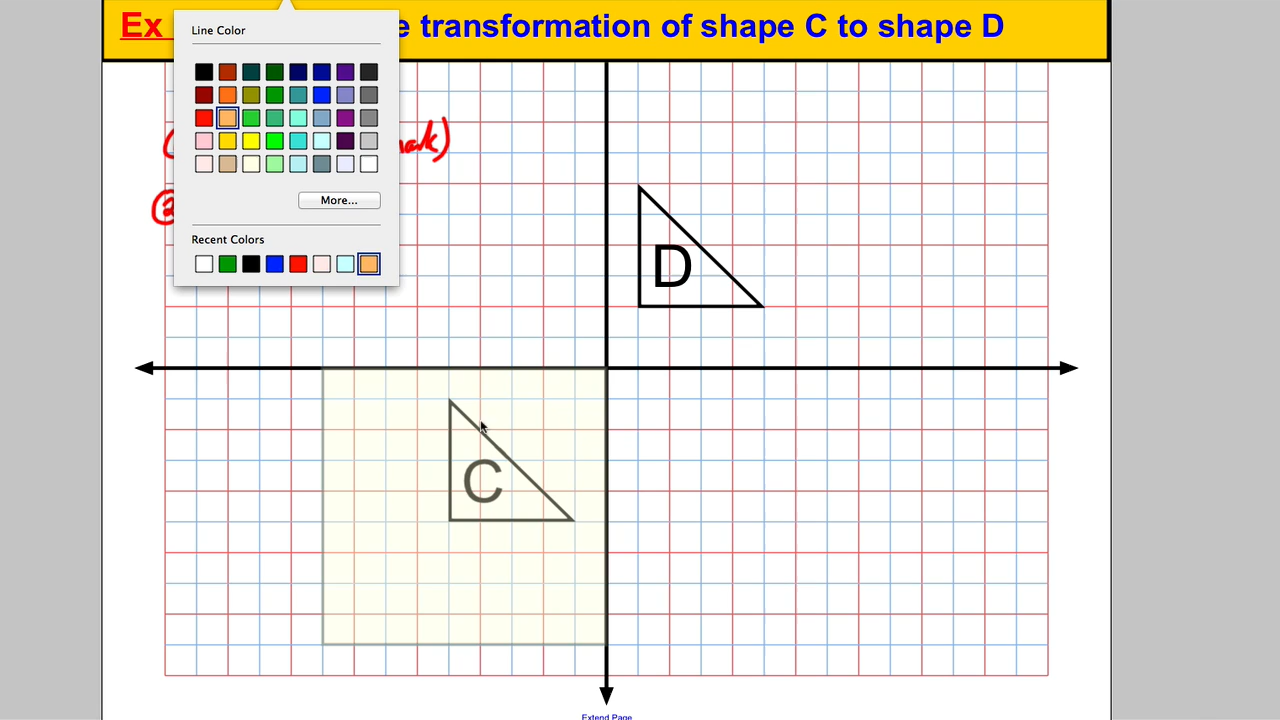 Ex
e transformation of shape C to shape D
Line Color
More...
Recent Colors
D
C
Extend Page